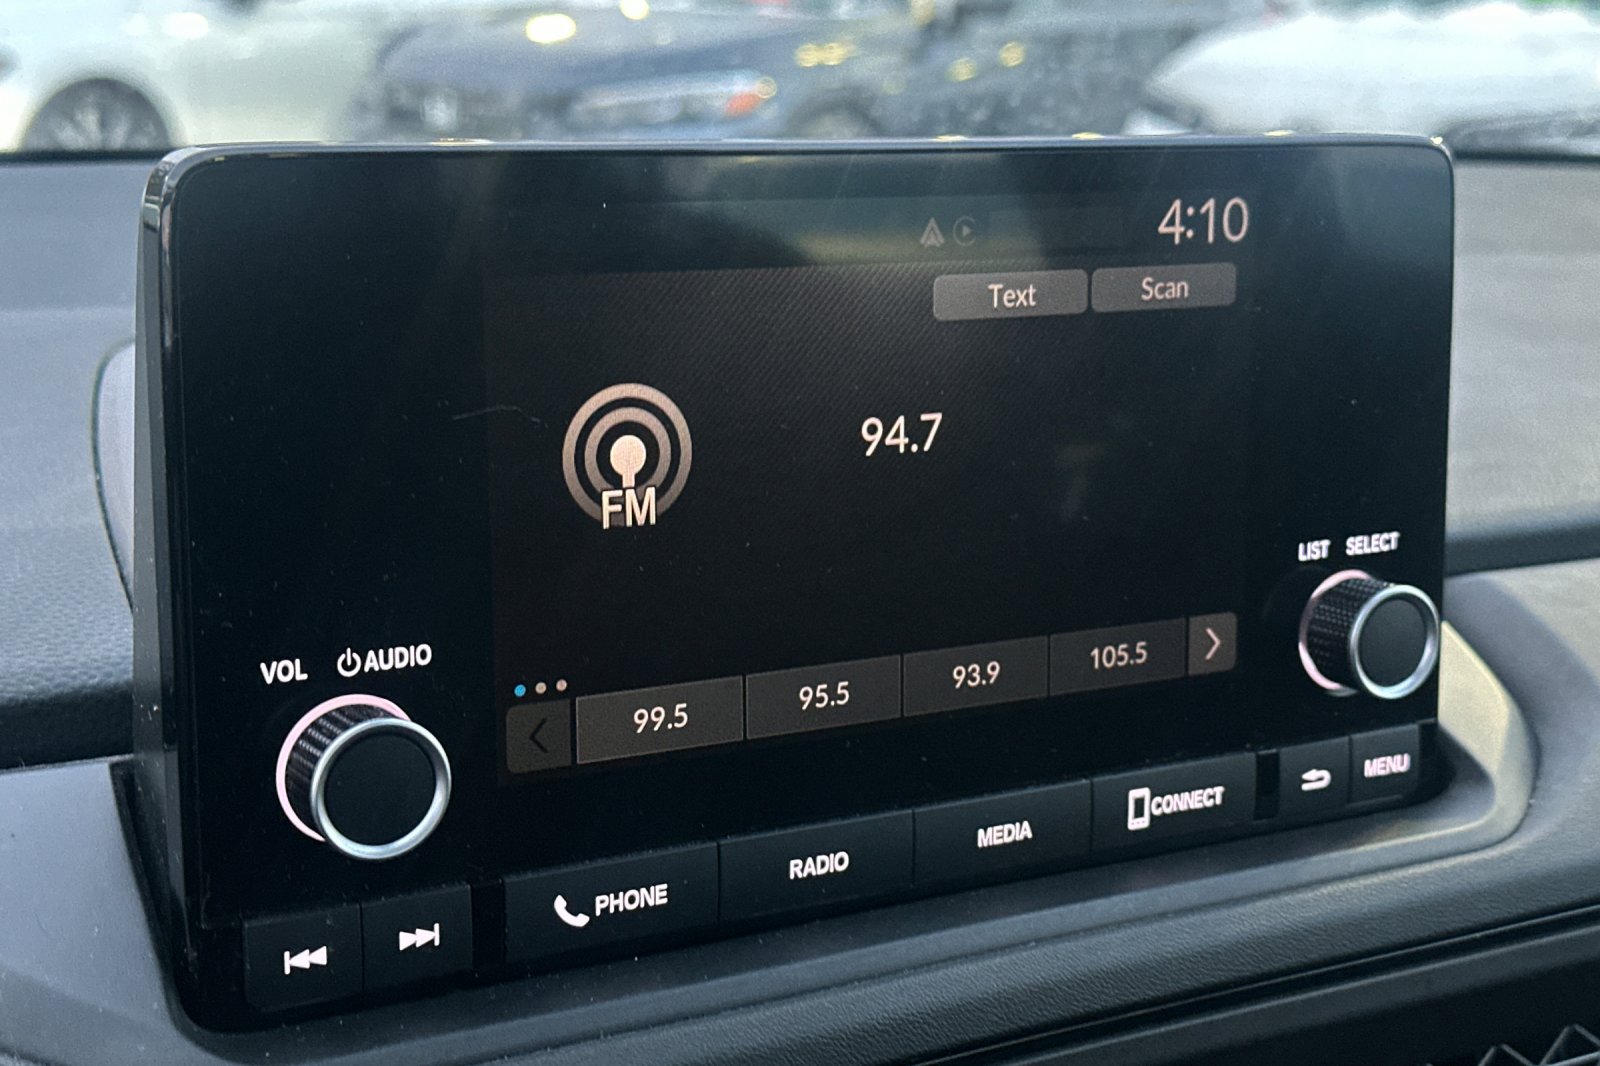 4:10
Text Scan
94.7
FM
LIST SELECT
VOL AUDIO
99.5 95.5 93.9 105.5
PHONE RADIO MEDIA CONNECT MENU